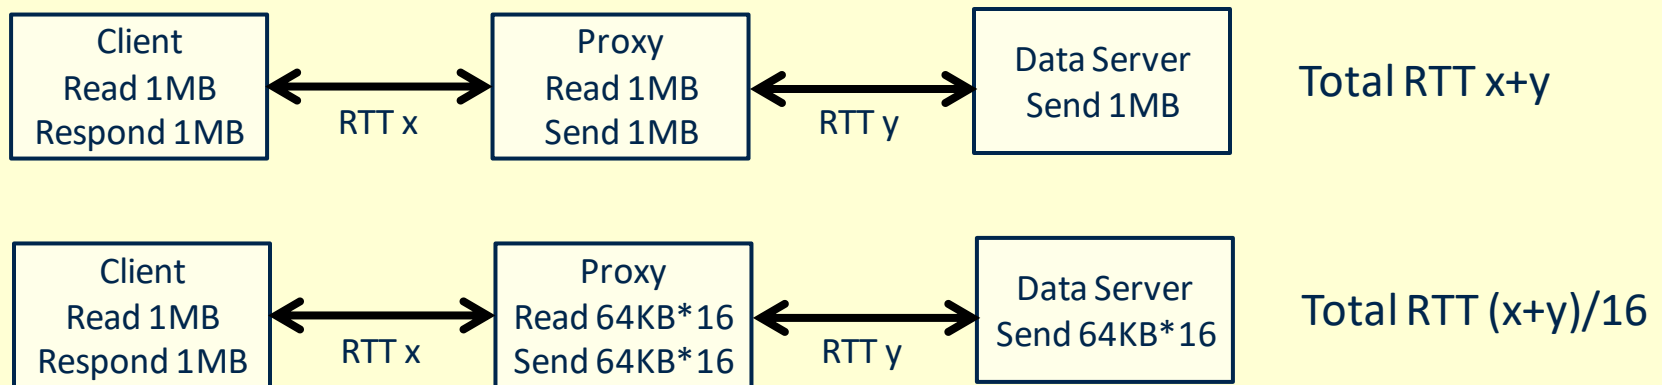 Client
Read 1MB
Respond 1MB
RTT x
Proxy
Read 1MB
Send 1MB
RTT y
Data Server
Send 1MB
Total RTT x+y
Client
Read 1MB
Respond 1MB
RTT x
Proxy
Read 64KB*16
Send 64KB*16
RTT y
Data Server
Send 64KB*16
Total RTT (x+y)/16